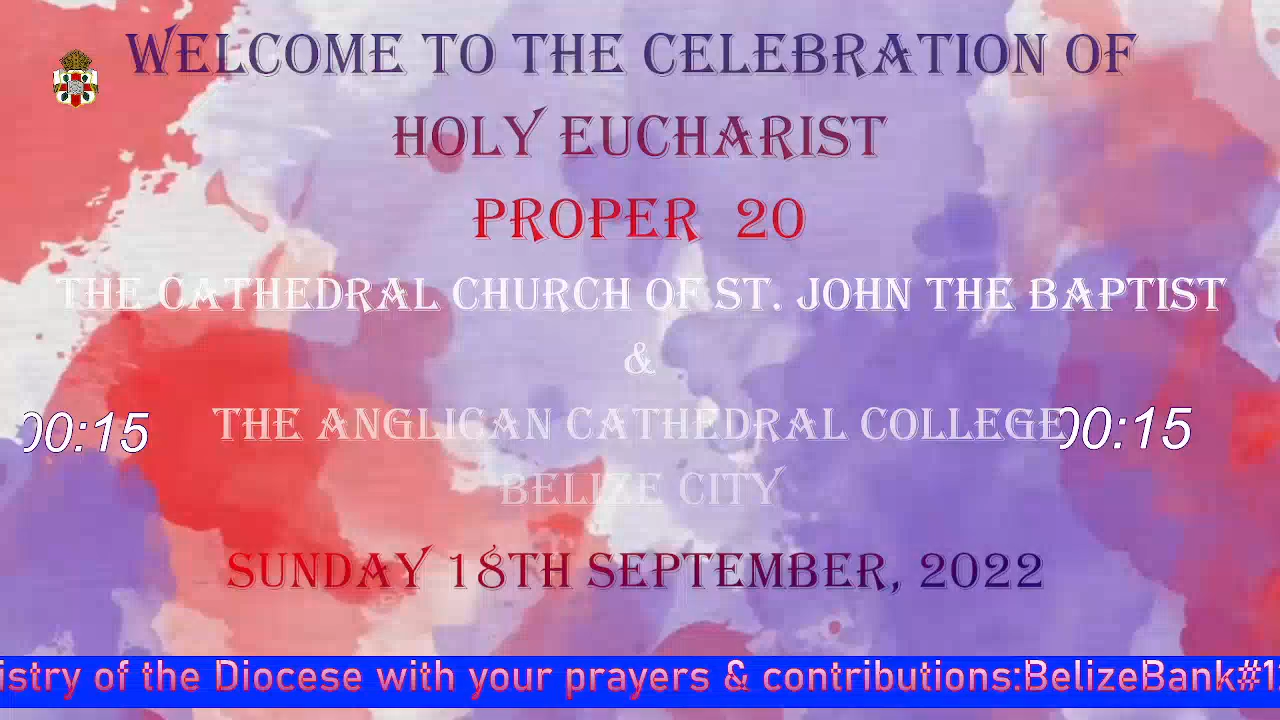 WELCOME TO THE CELEBRATION OF
HOLY EUCHARIST
PROPER 20
THE CATHEDRAL CHURCH OF ST. JOHN THE BAPTIST
&
THE ANGLICAN CATHEDRAL COLLEGE
00:15 00:15
BELIZE CITY
SUNDAY 18TH SEPTEMBER, 2022
istry of the Diocese with your prayers & contributions:BelizeBank#1